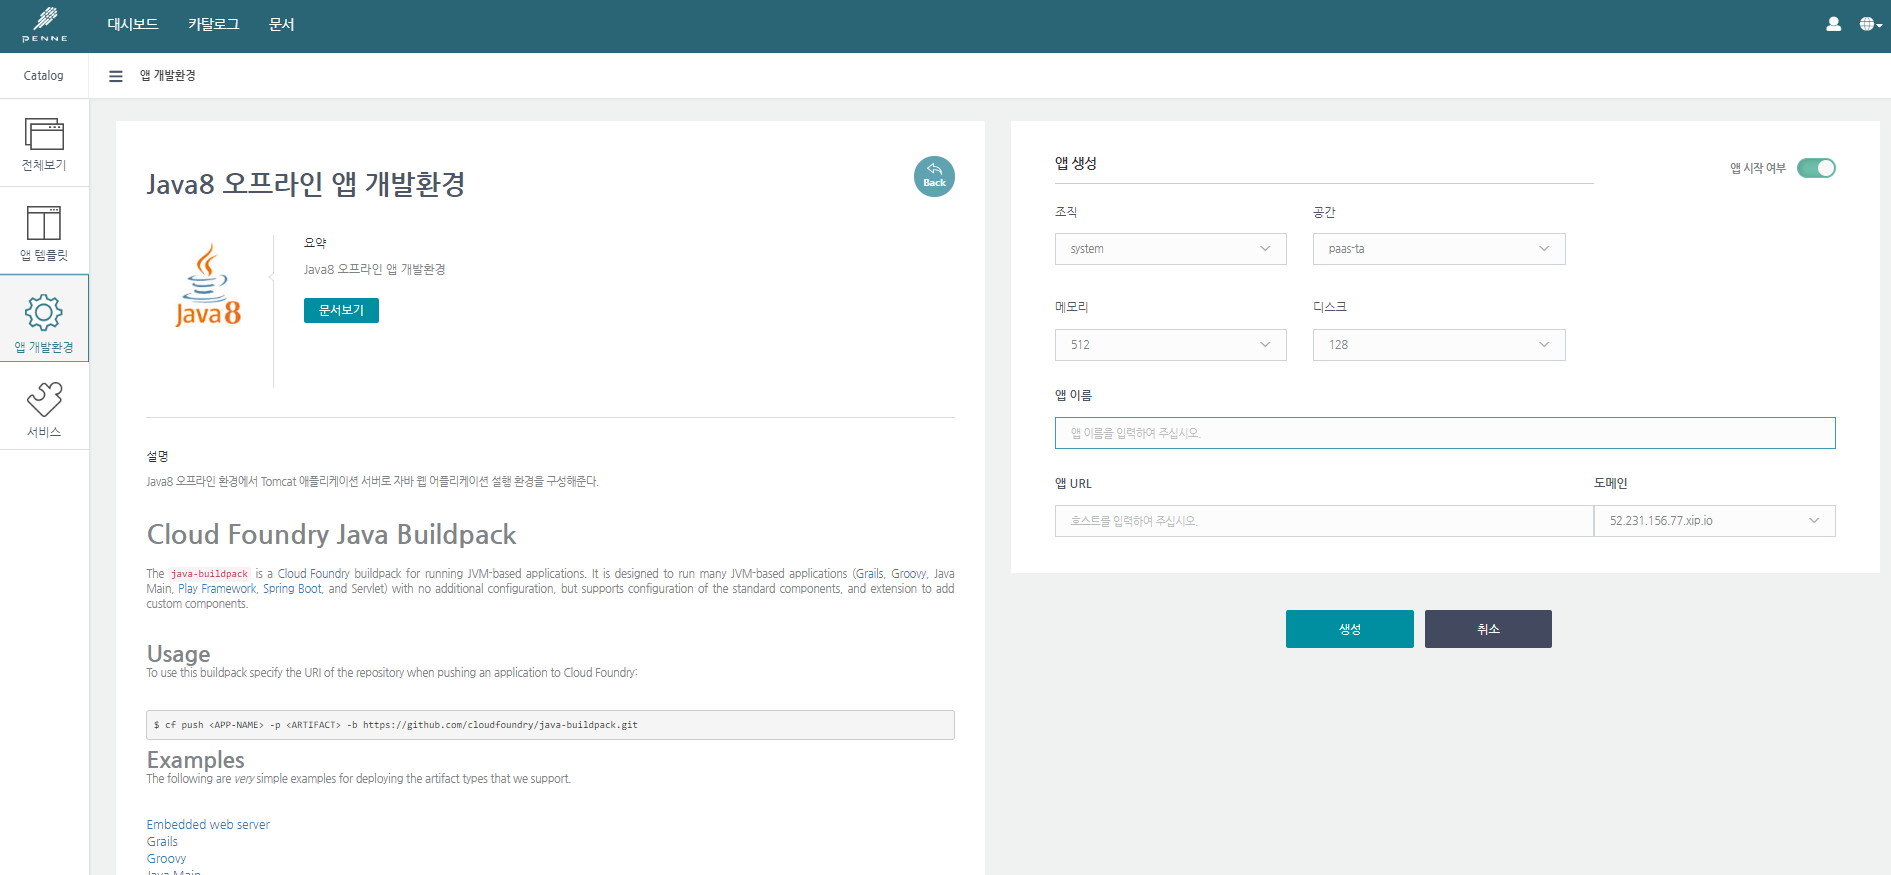 PENNE
대시보드
카탈로그
문서
Catalog
앱 개발환경
전체보기
앱 템플릿
앱 개발환경
서비스
Java8 오프라인 앱 개발환경
Back
Java8
요약
Java8 오프라인 앱 개발환경
문서보기
설명
Java8 오프라인 환경에서 Tomcat 애플리케이션 서버로 자바 웹 어플리케이션 실행 환경을 구성해준다.
Cloud Foundry Java Buildpack
The java-buildpack is a Cloud Foundry buildpack for running JVM-based applications. It is designed to run many JVM-based applications (Grails, Groovy, Java
Main, Play Framework, Spring Boot, and Servlet) with no additional configuration, but supports configuration of the standard components, and extension to add
custom components.
Usage
To use this buildpack specify the URI of the repository when pushing an application to Cloud Foundry:
$ cf push <APP-NAME> -p <ARTIFACT> -b https://github.com/cloudfoundry/java-buildpack.git
Examples
The following are very simple examples for deploying the artifact types that we support.
Embedded web server
Grails
Groovy
Java Main
앱 생성
앱 시작 여부
조직
공간
system
paas-ta
메모리
디스크
512
128
앱 이름
앱 이름을 입력하여 주십시오.
앱 URL
도메인
호스트를 입력하여 주십시오.
52.231.156.77.xip.io
생성
취소